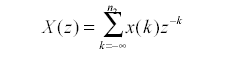 X(z) = \sum_{k=-\infty}^{n_2} x(k) z^{-k}